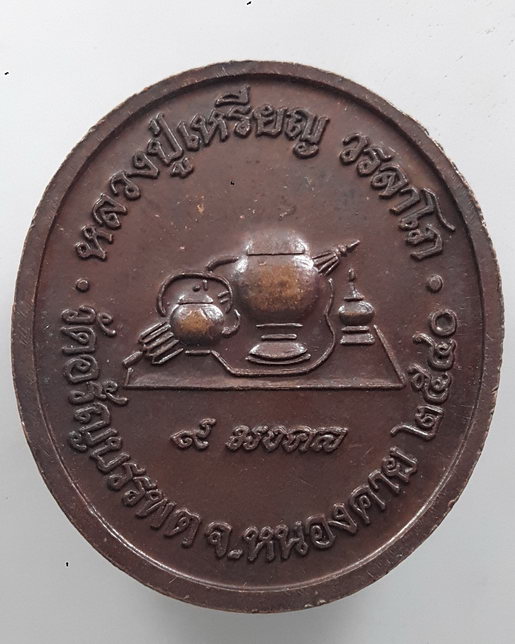 หลวงปู่เหรียญ วรลาโภ
๙ มงคล
• วัดอรัญบรรพต จ.หนองคาย ๒๕๔๐ •